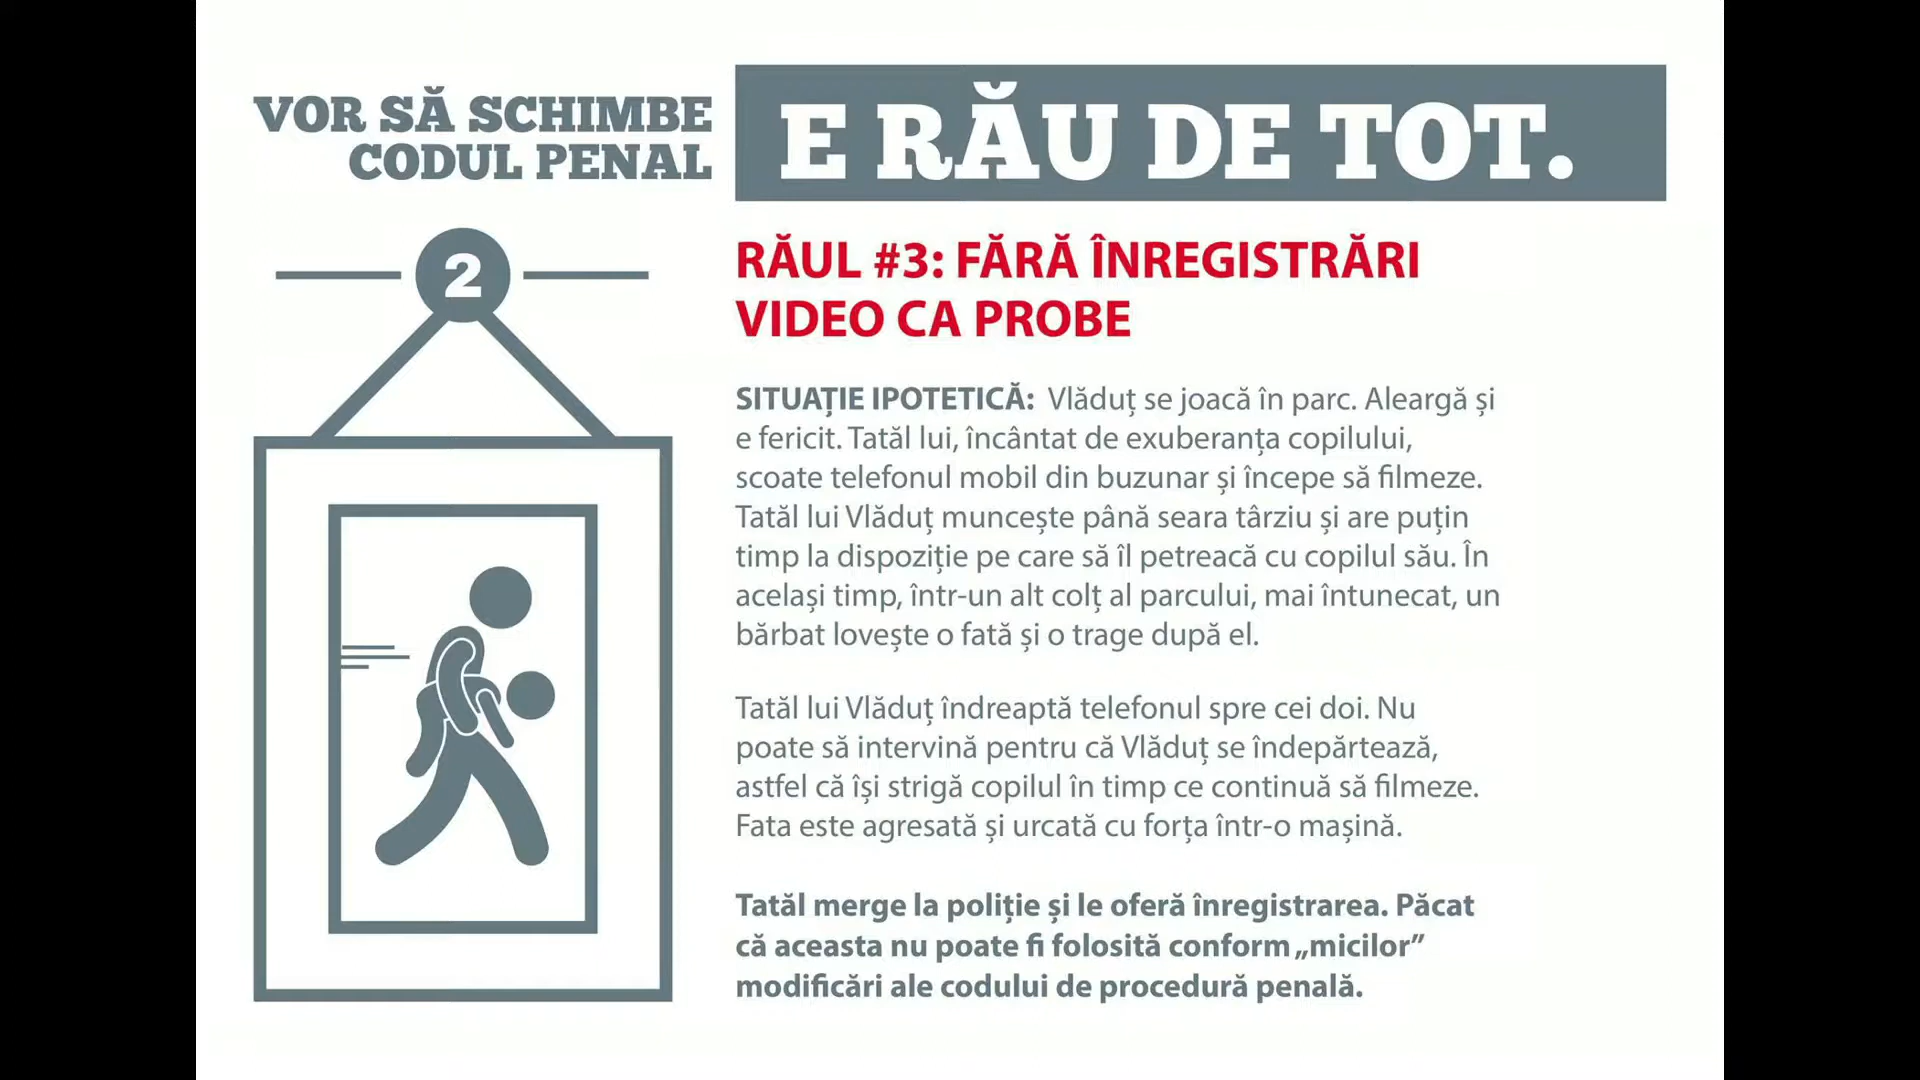 VOR SĂ SCHIMBE
CODUL PENAL
E RĂU DE TOT.
2
RĂUL #3: FĂRĂ ÎNREGISTRĂRI
VIDEO CA PROBE
SITUAȚIE IPOTETICĂ: Vlăduț se joacă în parc. Aleargă și
e fericit. Tatăl lui, încântat de exuberanța copilului,
scoate telefonul mobil din buzunar și începe să filmeze.
Tatăl lui Vlăduț muncește până seara târziu și are puțin
timp la dispoziție pe care să îl petreacă cu copilul său. În
același timp, într-un alt colț al parcului, mai întunecat, un
bărbat lovește o fată și o trage după el.
Tatăl lui Vlăduț îndreaptă telefonul spre cei doi. Nu
poate să intervină pentru că Vlăduț se îndepărtează,
astfel că își strigă copilul în timp ce continuă să filmeze.
Fata este agresată și urcată cu forța într-o mașină.
Tatăl merge la poliție și le oferă înregistrarea. Păcat
că aceasta nu poate fi folosită conform „micilor”
modificări ale codului de procedură penală.